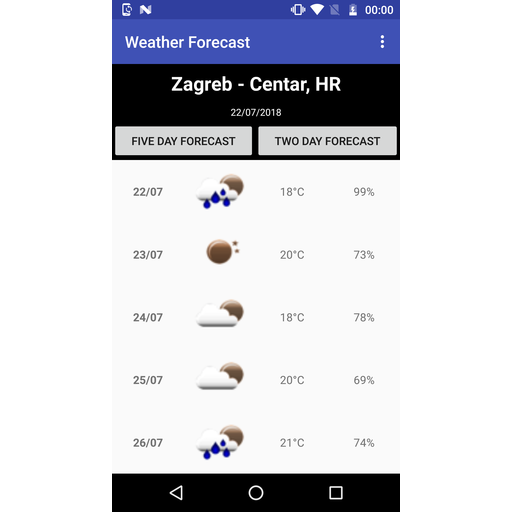 00:00
Weather Forecast
Zagreb - Centar, HR
22/07/2018
FIVE DAY FORECAST TWO DAY FORECAST
22/07 18°C 99%
23/07 20°C 73%
24/07 18°C 78%
25/07 20°C 69%
26/07 21°C 74%